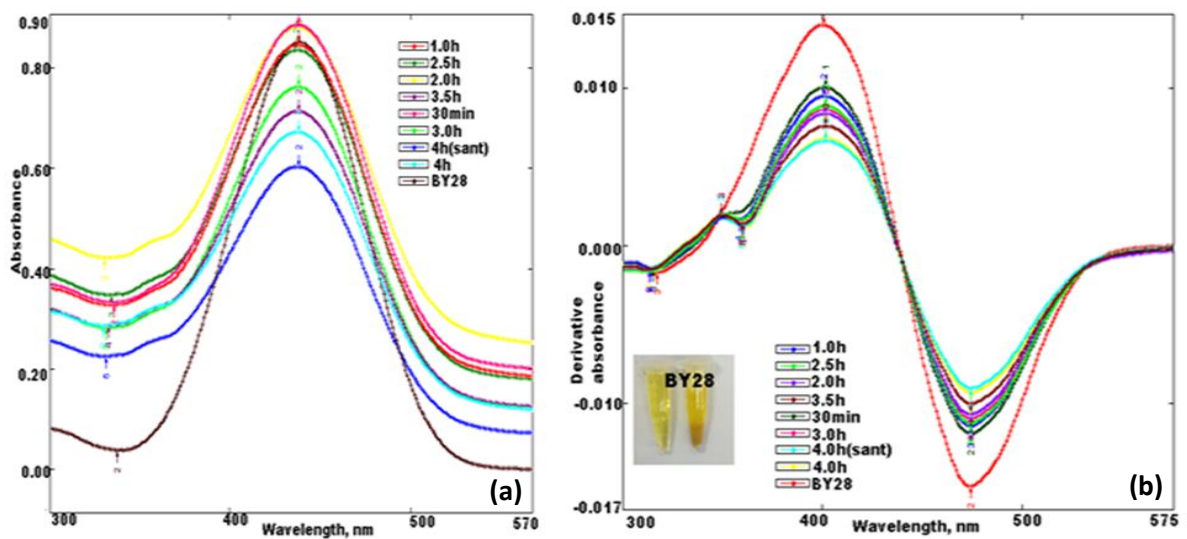 0.90
0.80
0.60
0.40
0.20
0.00
Absorbance
1.0h
2.5h
2.0h
3.5h
30min
3.0h
4h(sant)
4h
BY28
(a)
300
400
500
570
Wavelength, nm
0.015
0.010
0.000
-0.010
-0.017
Derivative
absorbance
BY28
1.0h
2.5h
2.0h
3.5h
30min
3.0h
4.0h(sant)
4.0h
BY28
(b)
300
400
500
575
Wavelength, nm